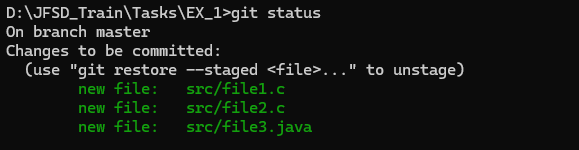 D:\JFSD_Train\Tasks\EX_1>git status
On branch master
Changes to be committed:
  (use "git restore --staged <file>..." to unstage)
        new file:   src/file1.c
        new file:   src/file2.c
        new file:   src/file3.java